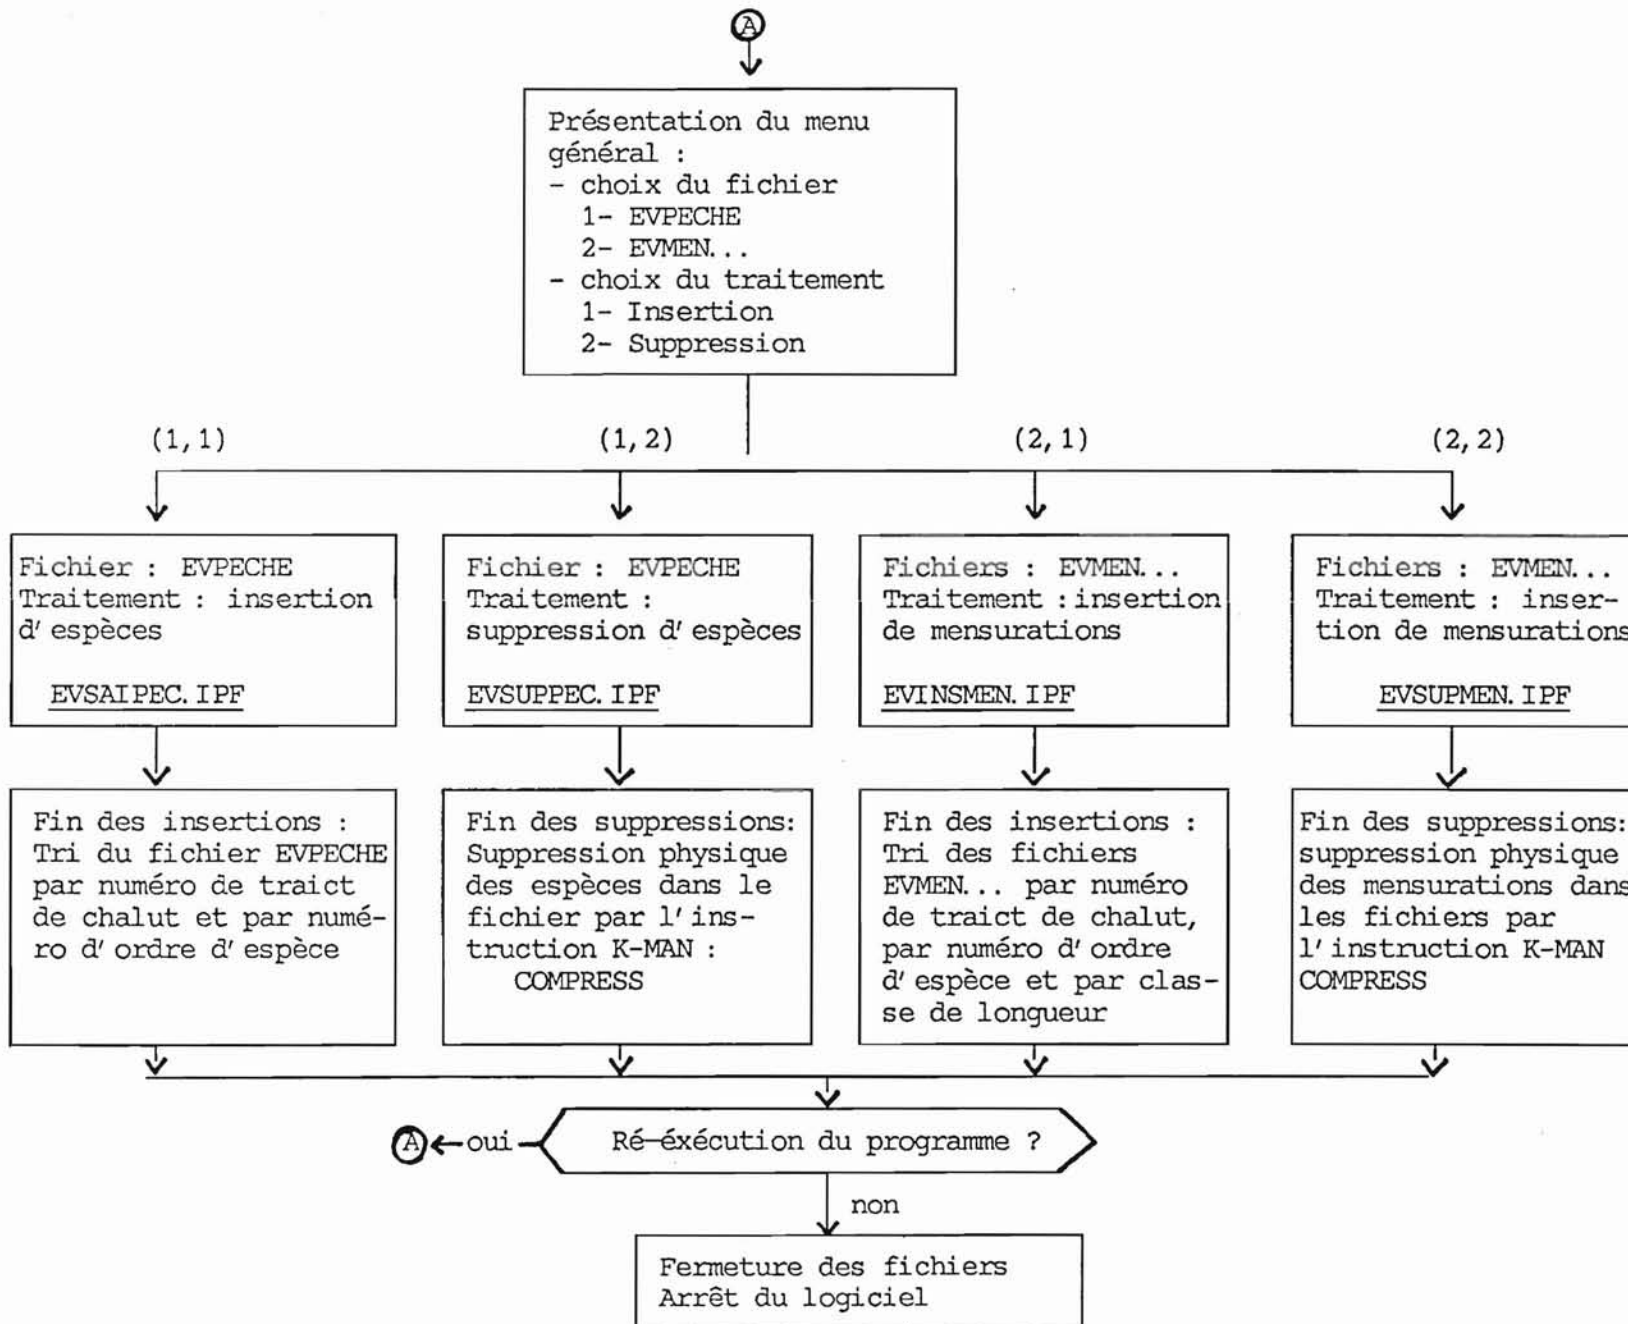 A
Présentation du menu
général :
- choix du fichier
1- EVPECHE
2- EVMEN...
- choix du traitement
1- Insertion
2- Suppression
(1,1)
(1,2)
(2,1)
(2,2)
Fichier : EVPECHE
Traitement : insertion
d'espèces
EVSAIPEC.IPF
Fichier : EVPECHE
Traitement :
suppression d'espèces
EVSUPPEC.IPF
Fichiers : EVMEN...
Traitement : insertion
de mensurations
EVINSMEN.IPF
Fichiers : EVMEN...
Traitement : inser-
tion de mensurations
EVSUPMEN.IPF
Fin des insertions :
Tri du fichier EVPECHE
par numéro de traict
de chalut et par numé-
ro d'ordre d'espèce
Fin des suppressions:
Suppression physique
des espèces dans le
fichier par l'ins-
truction K-MAN :
COMPRESS
Fin des insertions :
Tri des fichiers
EVMEN... par numéro
de traict de chalut,
par numéro d'ordre
d'espèce et par clas-
se de longueur
Fin des suppressions:
suppression physique
des mensurations dans
les fichiers par
l'instruction K-MAN
COMPRESS
A
oui
Ré-éxécution du programme ?
non
Fermeture des fichiers
Arrêt du logiciel